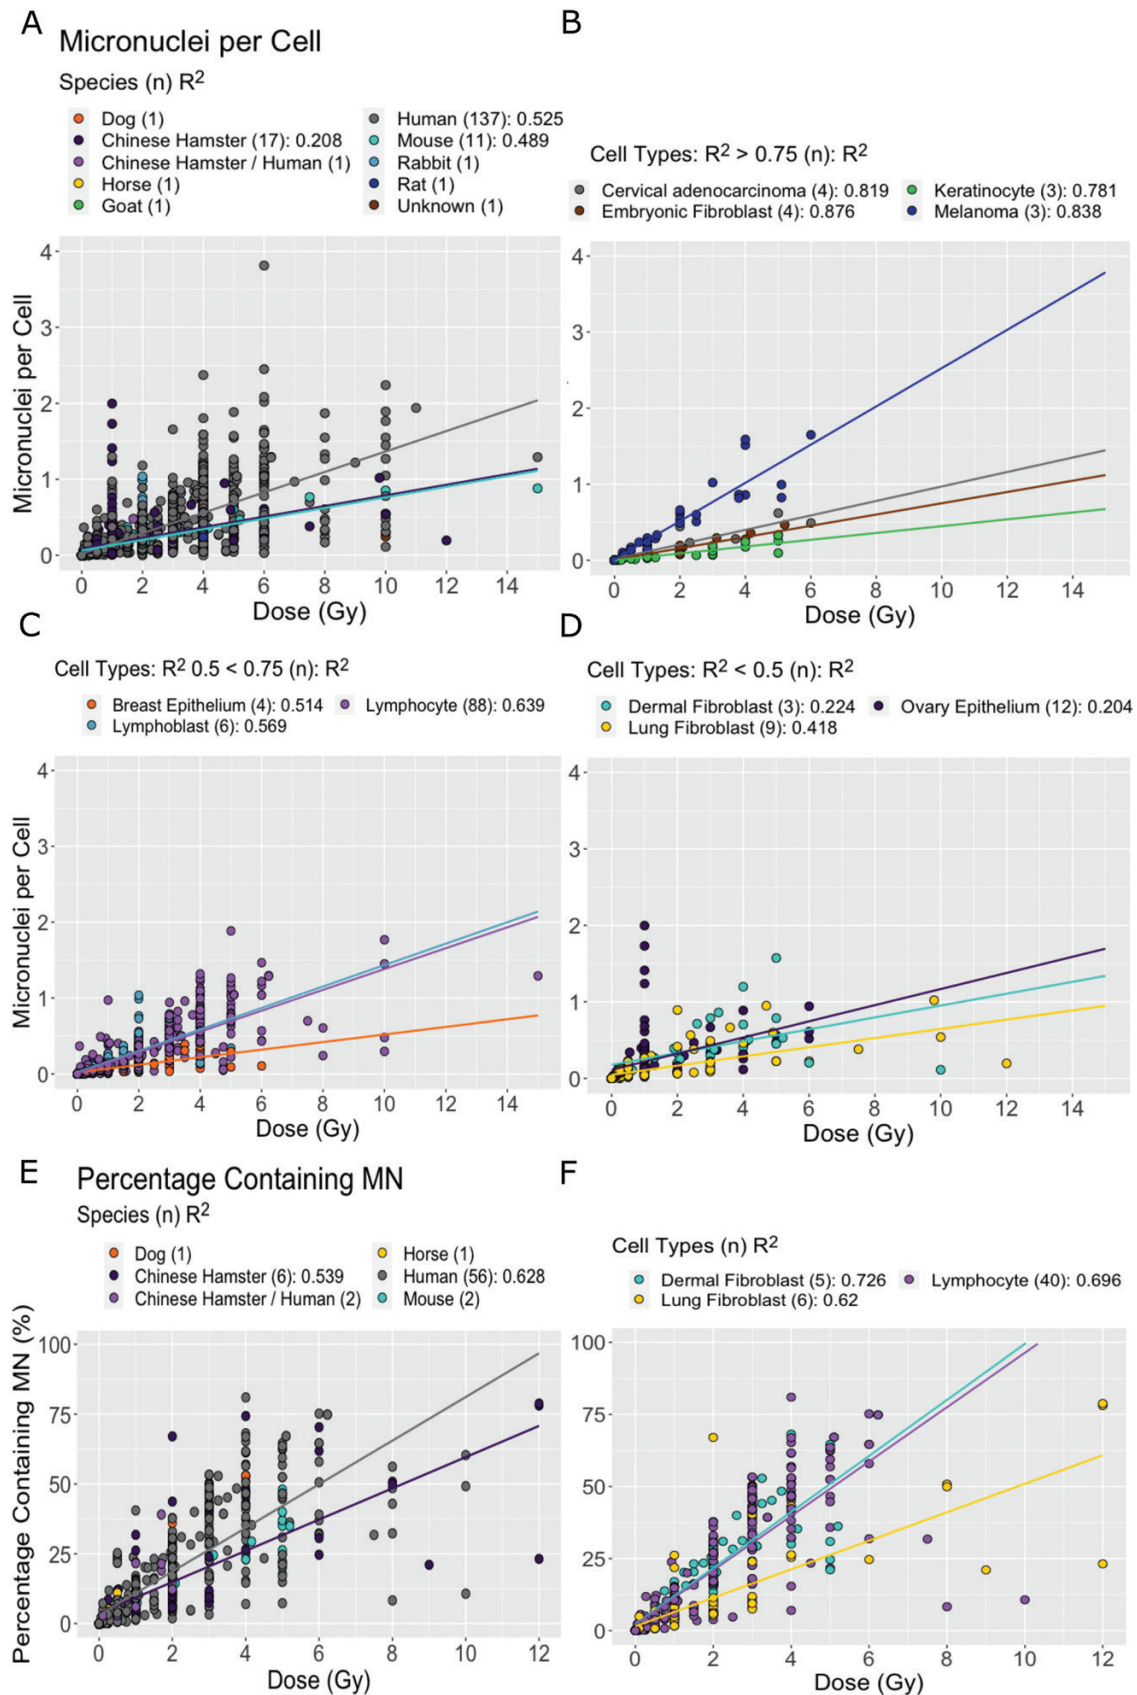 A
Micronuclei per Cell
Species (n) R²
Dog (1)
Chinese Hamster (17): 0.208
Chinese Hamster / Human (1)
Horse (1)
Goat (1)
Human (137): 0.525
Mouse (11): 0.489
Rabbit (1)
Rat (1)
Unknown (1)
Micronuclei per Cell
4
3
2
1
0
0 2 4 6 8 10 12 14
Dose (Gy)
B
Cell Types: R² > 0.75 (n): R²
Cervical adenocarcinoma (4): 0.819
Embryonic Fibroblast (4): 0.876
Keratinocyte (3): 0.781
Melanoma (3): 0.838
4
3
2
1
0
0 2 4 6 8 10 12 14
Dose (Gy)
C
Cell Types: R² 0.5 < 0.75 (n): R²
Breast Epithelium (4): 0.514
Lymphoblast (6): 0.569
Lymphocyte (88): 0.639
Micronuclei per Cell
4
3
2
1
0
0 2 4 6 8 10 12 14
Dose (Gy)
D
Cell Types: R² < 0.5 (n): R²
Dermal Fibroblast (3): 0.224
Lung Fibroblast (9): 0.418
Ovary Epithelium (12): 0.204
4
3
2
1
0
0 2 4 6 8 10 12 14
Dose (Gy)
E
Percentage Containing MN
Species (n) R²
Dog (1)
Chinese Hamster (6): 0.539
Chinese Hamster / Human (2)
Horse (1)
Human (56): 0.628
Mouse (2)
Percentage Containing MN (%)
100
75
50
25
0
0 2 4 6 8 10 12
Dose (Gy)
F
Cell Types (n) R²
Dermal Fibroblast (5): 0.726
Lung Fibroblast (6): 0.62
Lymphocyte (40): 0.696
100
75
50
25
0
0 2 4 6 8 10 12
Dose (Gy)